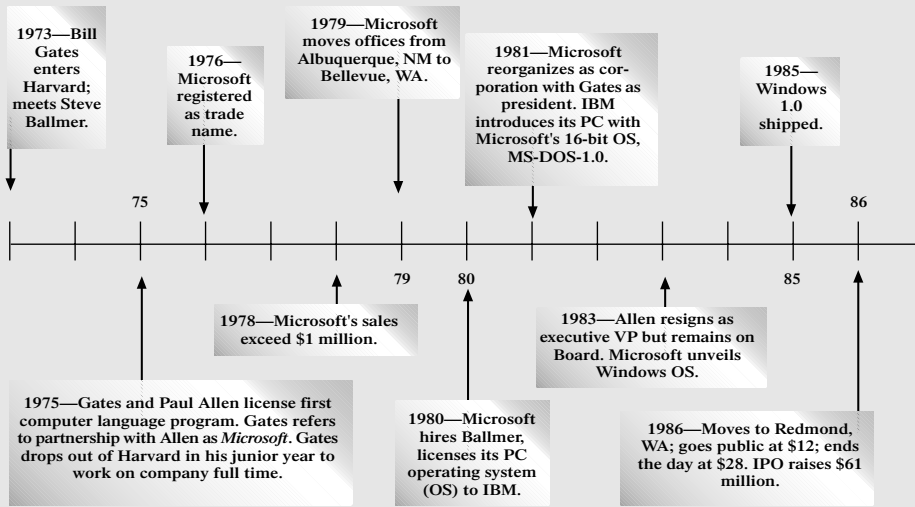 1973—Bill
Gates
enters
Harvard;
meets Steve
Ballmer.
1976—
Microsoft
registered
as trade
name.
1979—Microsoft
moves offices from
Albuquerque, NM to
Bellevue, WA.
1981—Microsoft
reorganizes as cor-
poration with Gates as
president. IBM
introduces its PC with
Microsoft's 16-bit OS,
MS-DOS-1.0.
1985—
Windows
1.0
shipped.
75
86
79
80
85
1978—Microsoft's sales
exceed $1 million.
1983—Allen resigns as
executive VP but remains on
Board. Microsoft unveils
Windows OS.
1975—Gates and Paul Allen license first
computer language program. Gates refers
to partnership with Allen as Microsoft. Gates
drops out of Harvard in his junior year to
work on company full time.
1980—Microsoft
hires Ballmer,
licenses its PC
operating system
(OS) to IBM.
1986—Moves to Redmond,
WA; goes public at $12; ends
the day at $28. IPO raises $61
million.